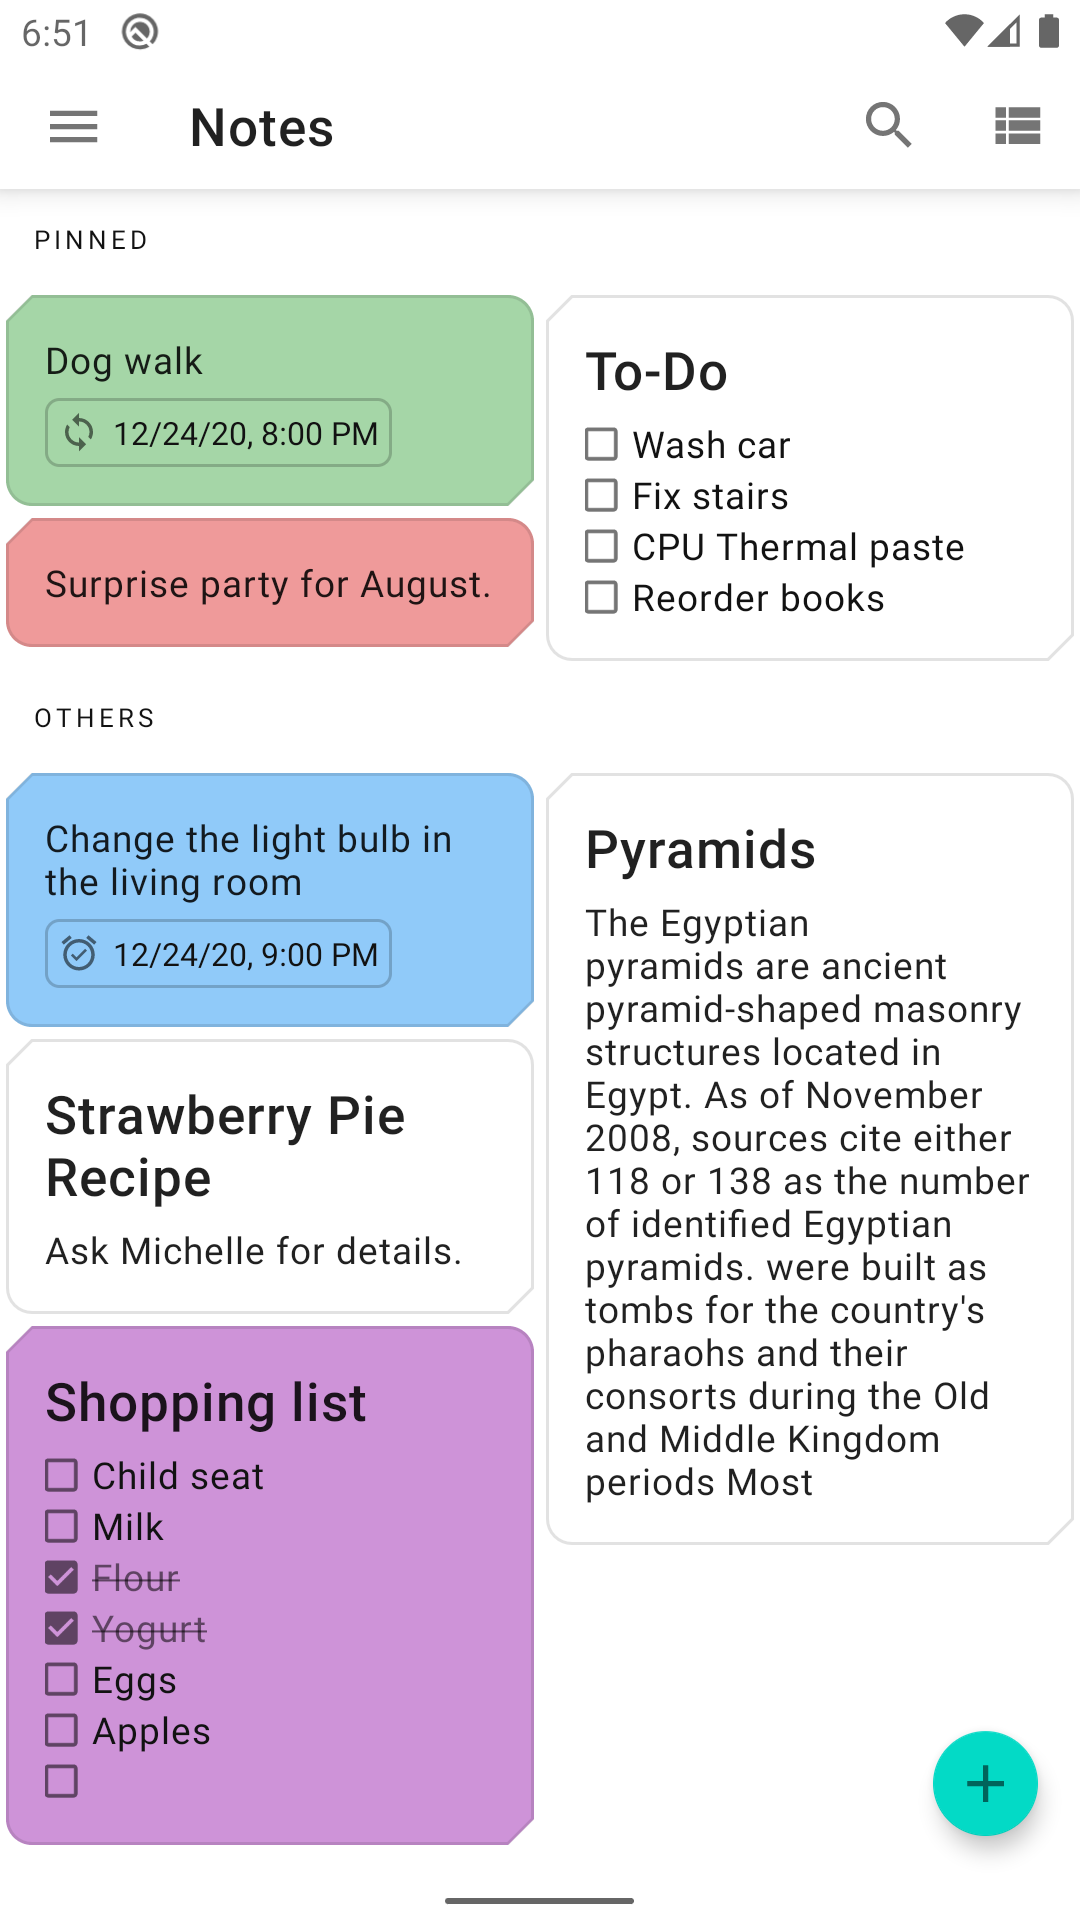 6:51
Notes
PINNED
Dog walk
12/24/20, 8:00 PM
Surprise party for August.
To-Do
Wash car
Fix stairs
CPU Thermal paste
Reorder books
OTHERS
Change the light bulb in
the living room
12/24/20, 9:00 PM
Strawberry Pie
Recipe
Ask Michelle for details.
Shopping list
Child seat
Milk
Flour
Yogurt
Eggs
Apples
Pyramids
The Egyptian
pyramids are ancient
pyramid-shaped masonry
structures located in
Egypt. As of November
2008, sources cite either
118 or 138 as the number
of identified Egyptian
pyramids. were built as
tombs for the country's
pharaohs and their
consorts during the Old
and Middle Kingdom
periods Most